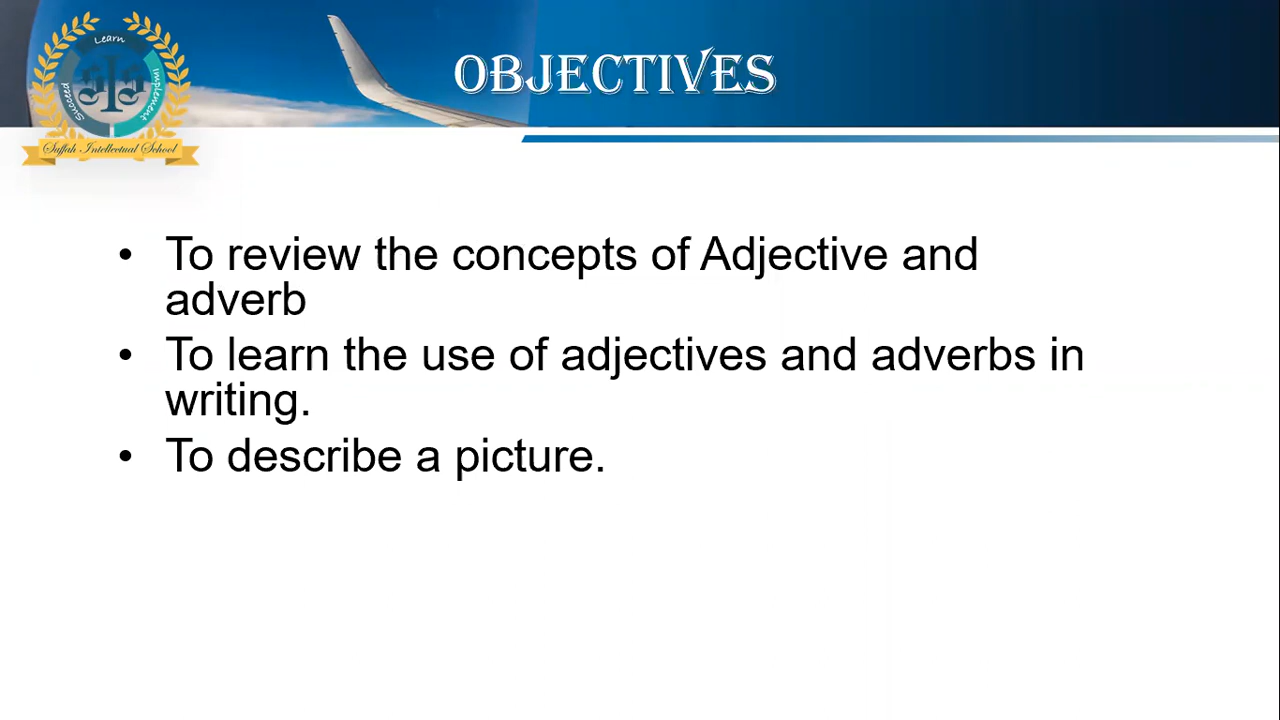 Learn
Succeed
Implement
SIS
Suffah Intellectual School
OBJECTIVES
• To review the concepts of Adjective and
adverb
• To learn the use of adjectives and adverbs in
writing.
• To describe a picture.